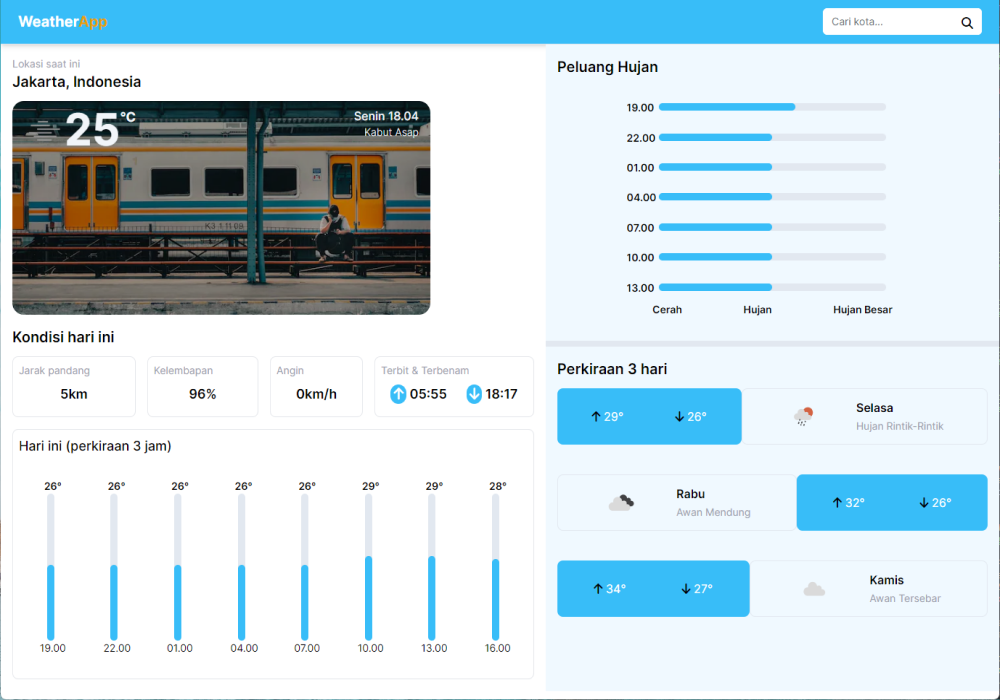 WeatherApp
Cari kota...
Lokasi saat ini
Jakarta, Indonesia
25°C
Senin 18.04
Kabut Asap
K3 1 11 09
Kondisi hari ini
Jarak pandang
5km
Kelembapan
96%
Angin
0km/h
Terbit & Terbenam
05:55 18:17
Hari ini (perkiraan 3 jam)
26° 26° 26° 26° 26° 29° 29° 28°
19.00 22.00 01.00 04.00 07.00 10.00 13.00 16.00
Peluang Hujan
19.00
22.00
01.00
04.00
07.00
10.00
13.00
Cerah Hujan Hujan Besar
Perkiraan 3 hari
29° 26°
Selasa
Hujan Rintik-Rintik
Rabu
Awan Mendung
32° 26°
34° 27°
Kamis
Awan Tersebar